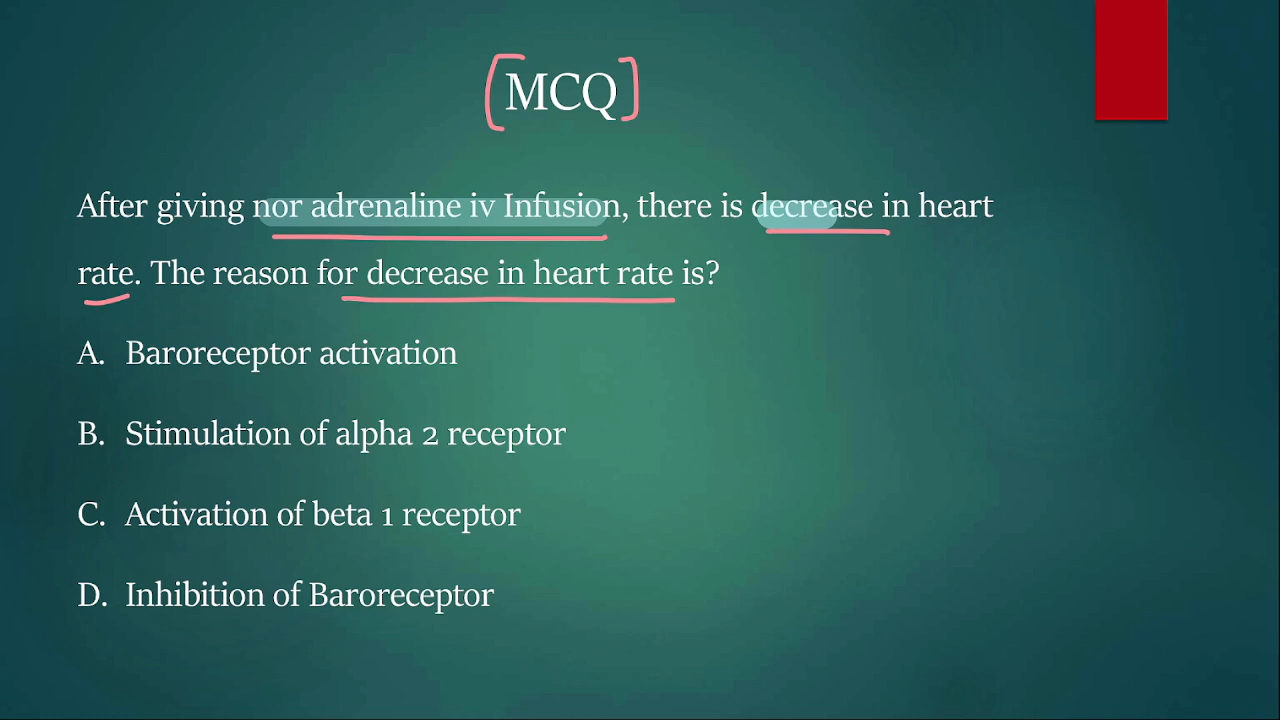 MCQ
After giving nor adrenaline iv Infusion, there is decrease in heart
rate. The reason for decrease in heart rate is?
A. Baroreceptor activation
B. Stimulation of alpha 2 receptor
C. Activation of beta 1 receptor
D. Inhibition of Baroreceptor